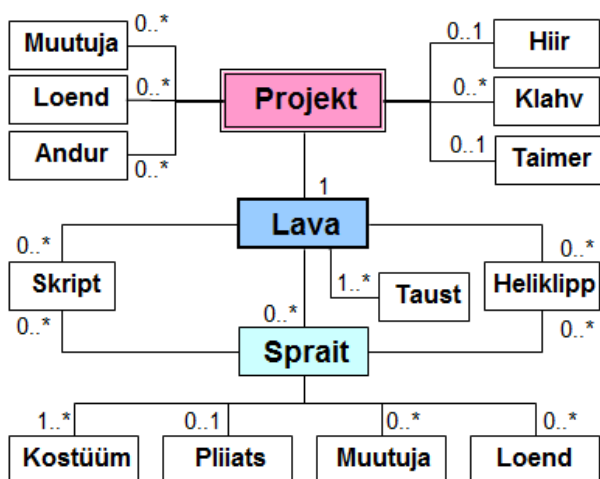 0..*
Muutuja
0..1
Hiir
Loend
0..*
Projekt
0..*
Klahv
Andur
0..*
0..1
Taimer
1
Lava
0..*
0..*
Skript
1..*
Taust
Heliklipp
0..*
0..*
0..*
Sprait
1..*
0..1
0..*
0..*
Kostüüm
Pliiats
Muutuja
Loend